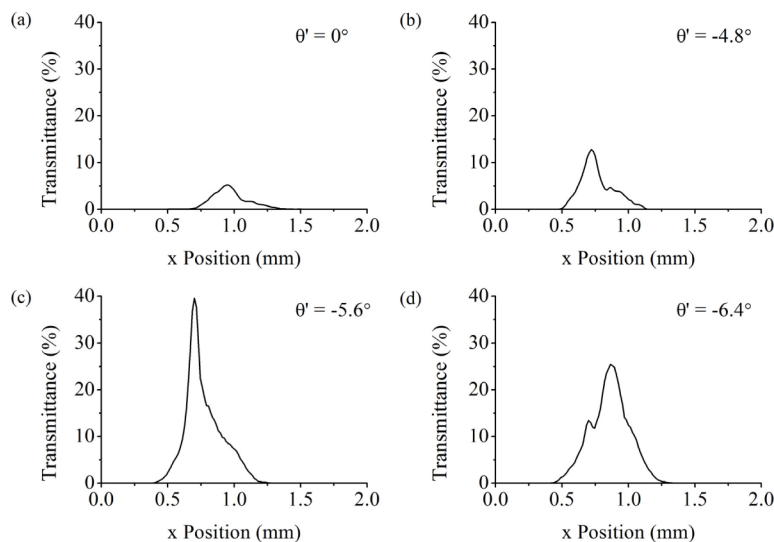 (a)
θ' = 0°
Transmittance (%)
40
30
20
10
0
0.0 0.5 1.0 1.5 2.0
x Position (mm)
(b)
θ' = -4.8°
Transmittance (%)
40
30
20
10
0
0.0 0.5 1.0 1.5 2.0
x Position (mm)
(c)
θ' = -5.6°
Transmittance (%)
40
30
20
10
0
0.0 0.5 1.0 1.5 2.0
x Position (mm)
(d)
θ' = -6.4°
Transmittance (%)
40
30
20
10
0
0.0 0.5 1.0 1.5 2.0
x Position (mm)